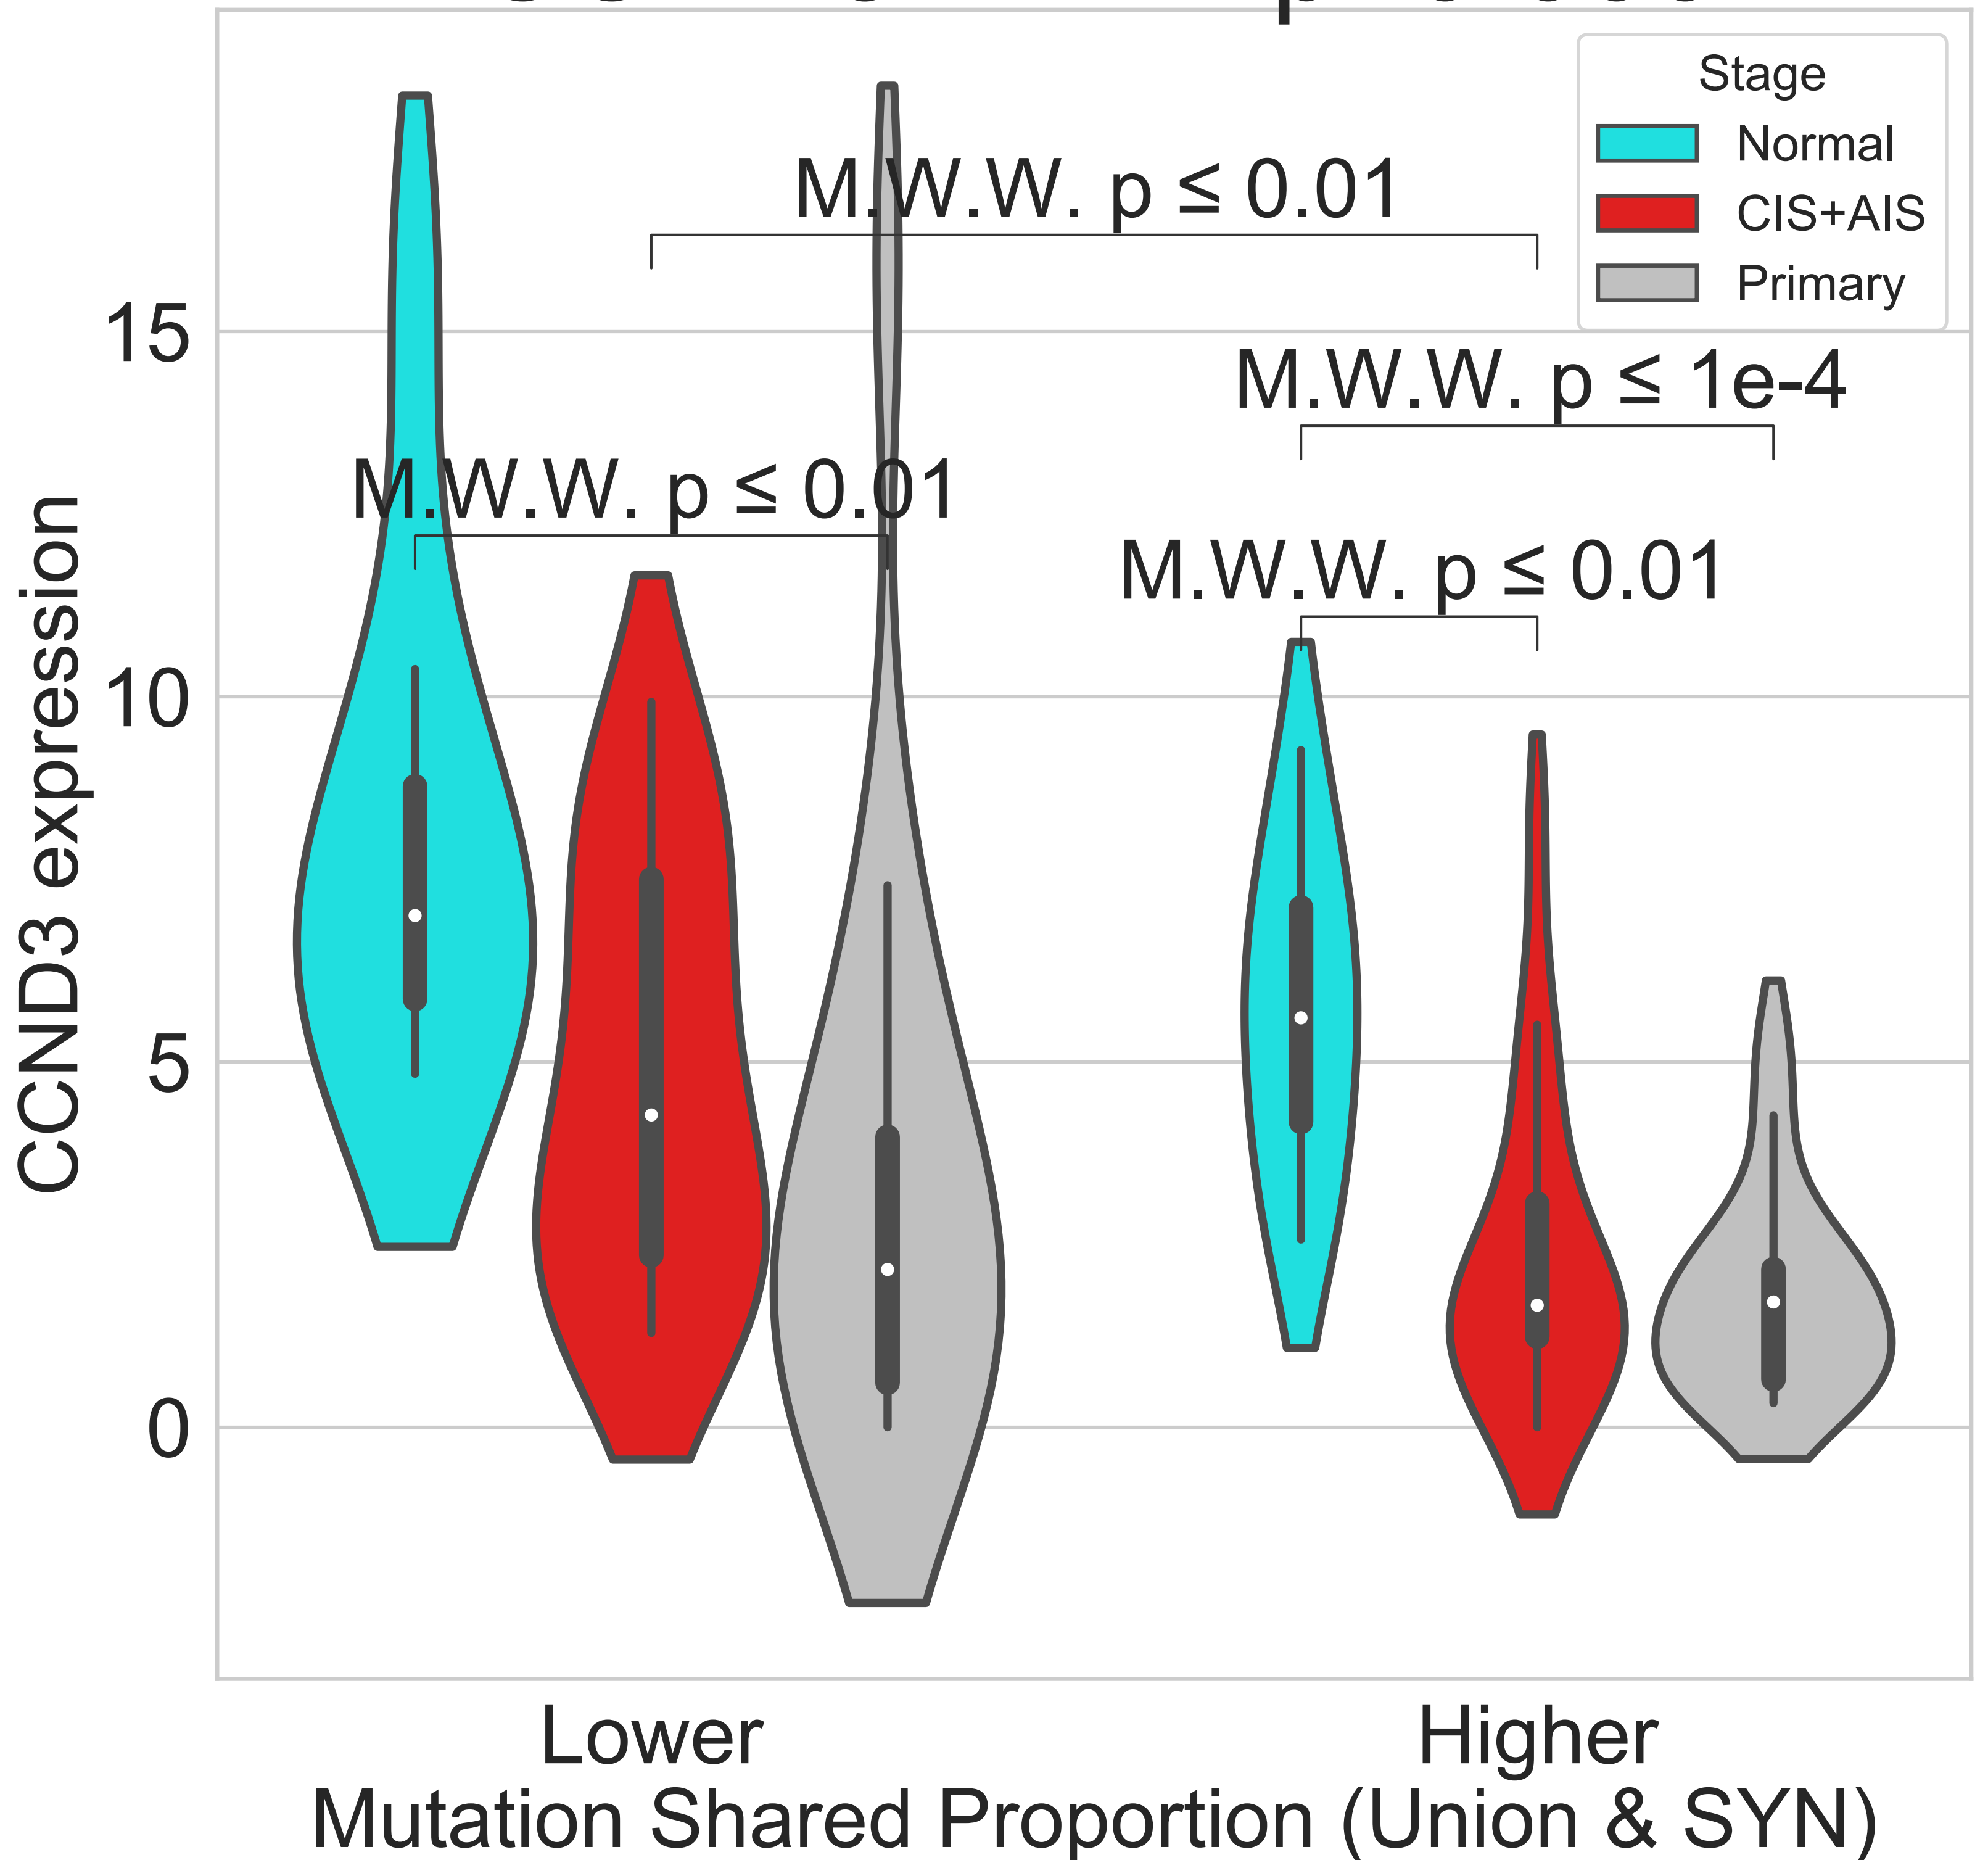 Stage
Normal
CIS+AIS
Primary
M.W.W. p ≤ 0.01
M.W.W. p ≤ 1e-4
M.W.W. p ≤ 0.01
M.W.W. p ≤ 0.01
15
10
5
0
CCND3 expression
Lower
Higher
Mutation Shared Proportion (Union & SYN)